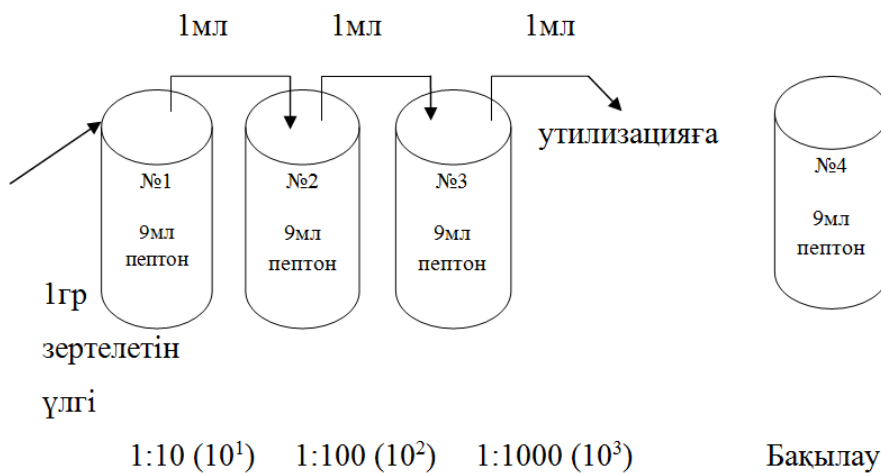 1мл 1мл 1мл
утилизацияға
№1 №2 №3 №4
9мл 9мл 9мл 9мл
пептон пептон пептон пептон
1гр
зертелетін
үлгі
1:10 (10¹) 1:100 (10²) 1:1000 (10³) Бақылау